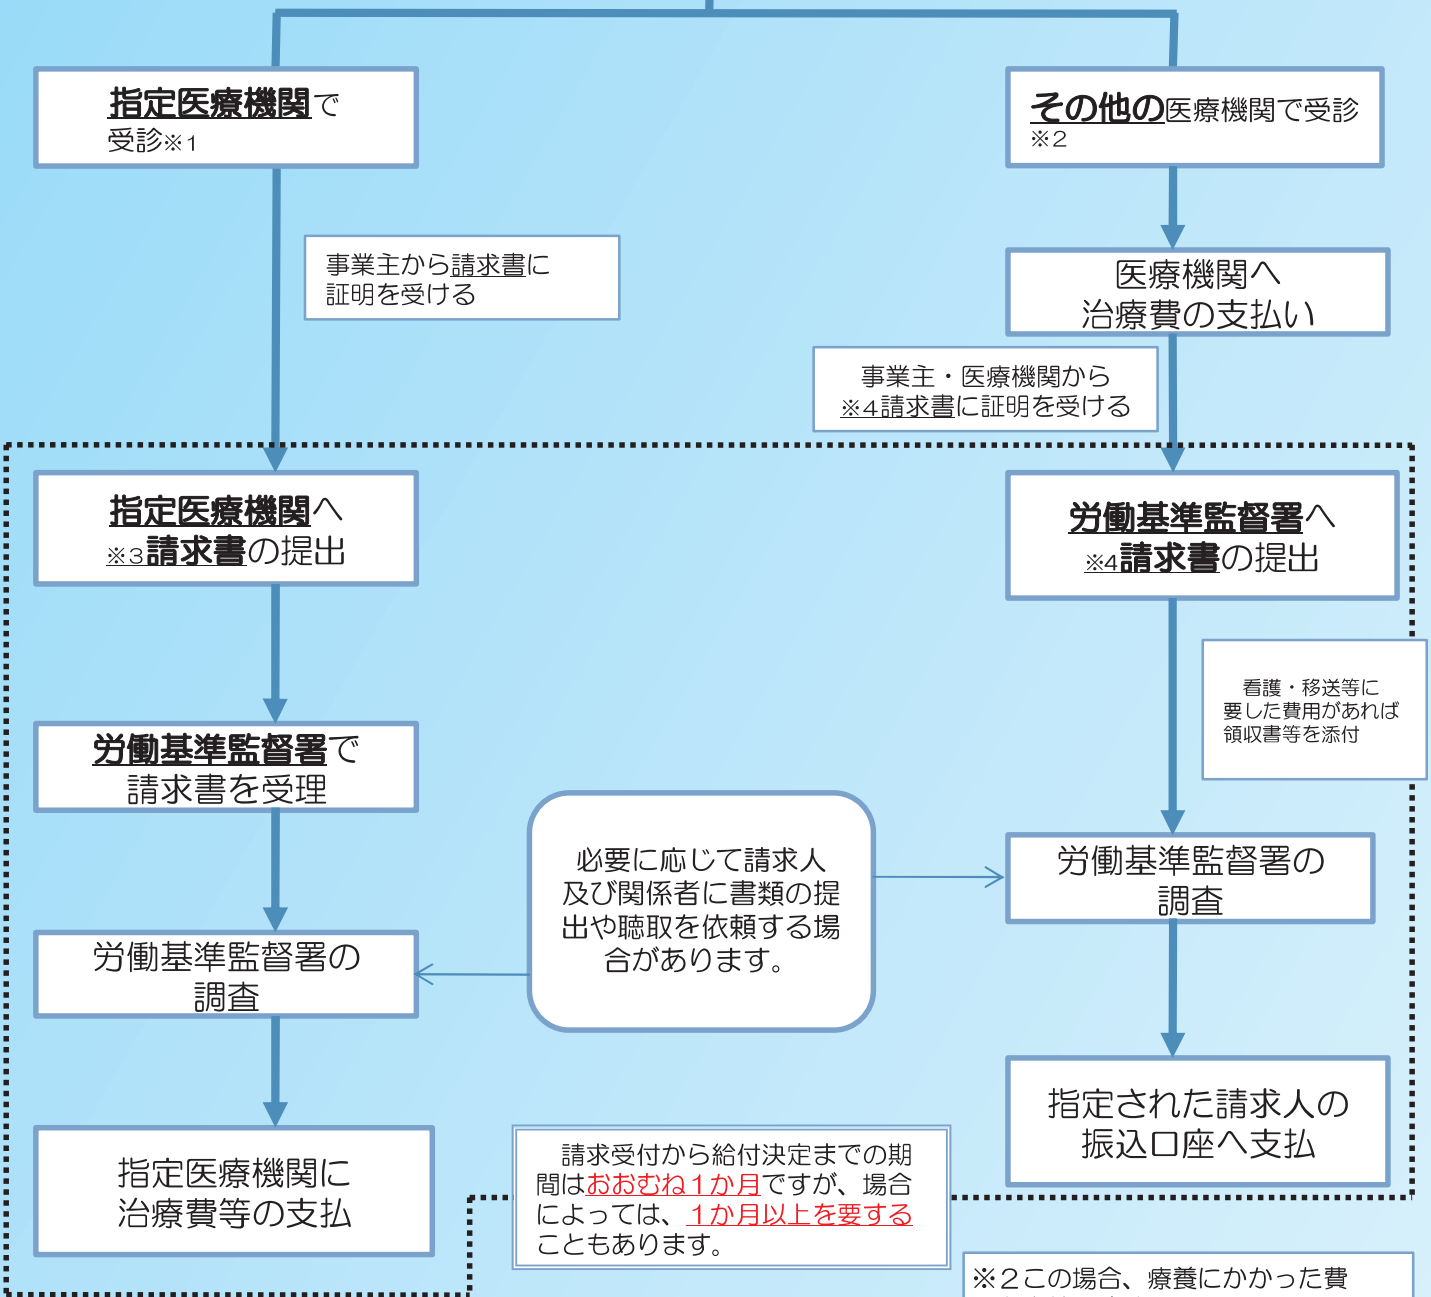 指定医療機関で
受診※1
その他の医療機関で受診
※2
事業主から請求書に
証明を受ける
医療機関へ
治療費の支払い
事業主・医療機関から
※4請求書に証明を受ける
指定医療機関へ
※3請求書の提出
労働基準監督署へ
※4請求書の提出
看護・移送等に
要した費用があれば
領収書等を添付
労働基準監督署で
請求書を受理
必要に応じて請求人
及び関係者に書類の提
出や聴取を依頼する場
合があります。
労働基準監督署の
調査
労働基準監督署の
調査
指定された請求人の
振込口座へ支払
指定医療機関に
治療費等の支払
請求受付から給付決定までの期
間はおおむね１か月ですが、場合
によっては、１か月以上を要する
こともあります。
※２この場合、療養にかかった費